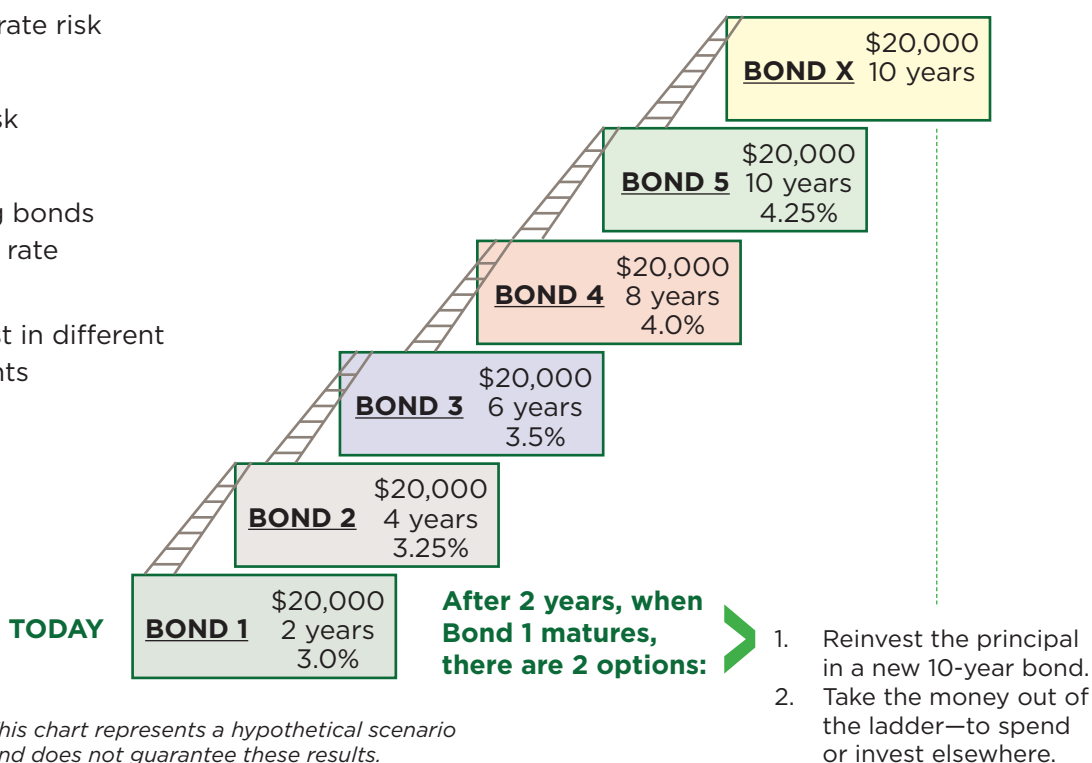 rate risk
sk
g bonds
rate
st in different
nts
$20,000
BOND X 10 years
$20,000
BOND 5 10 years
4.25%
$20,000
BOND 4 8 years
4.0%
$20,000
BOND 3 6 years
3.5%
$20,000
BOND 2 4 years
3.25%
$20,000
TODAY BOND 1 2 years
3.0%
After 2 years, when
Bond 1 matures,
there are 2 options:
1. Reinvest the principal
in a new 10-year bond.
2. Take the money out of
the ladder—to spend
or invest elsewhere.
his chart represents a hypothetical scenario
nd does not guarantee these results.